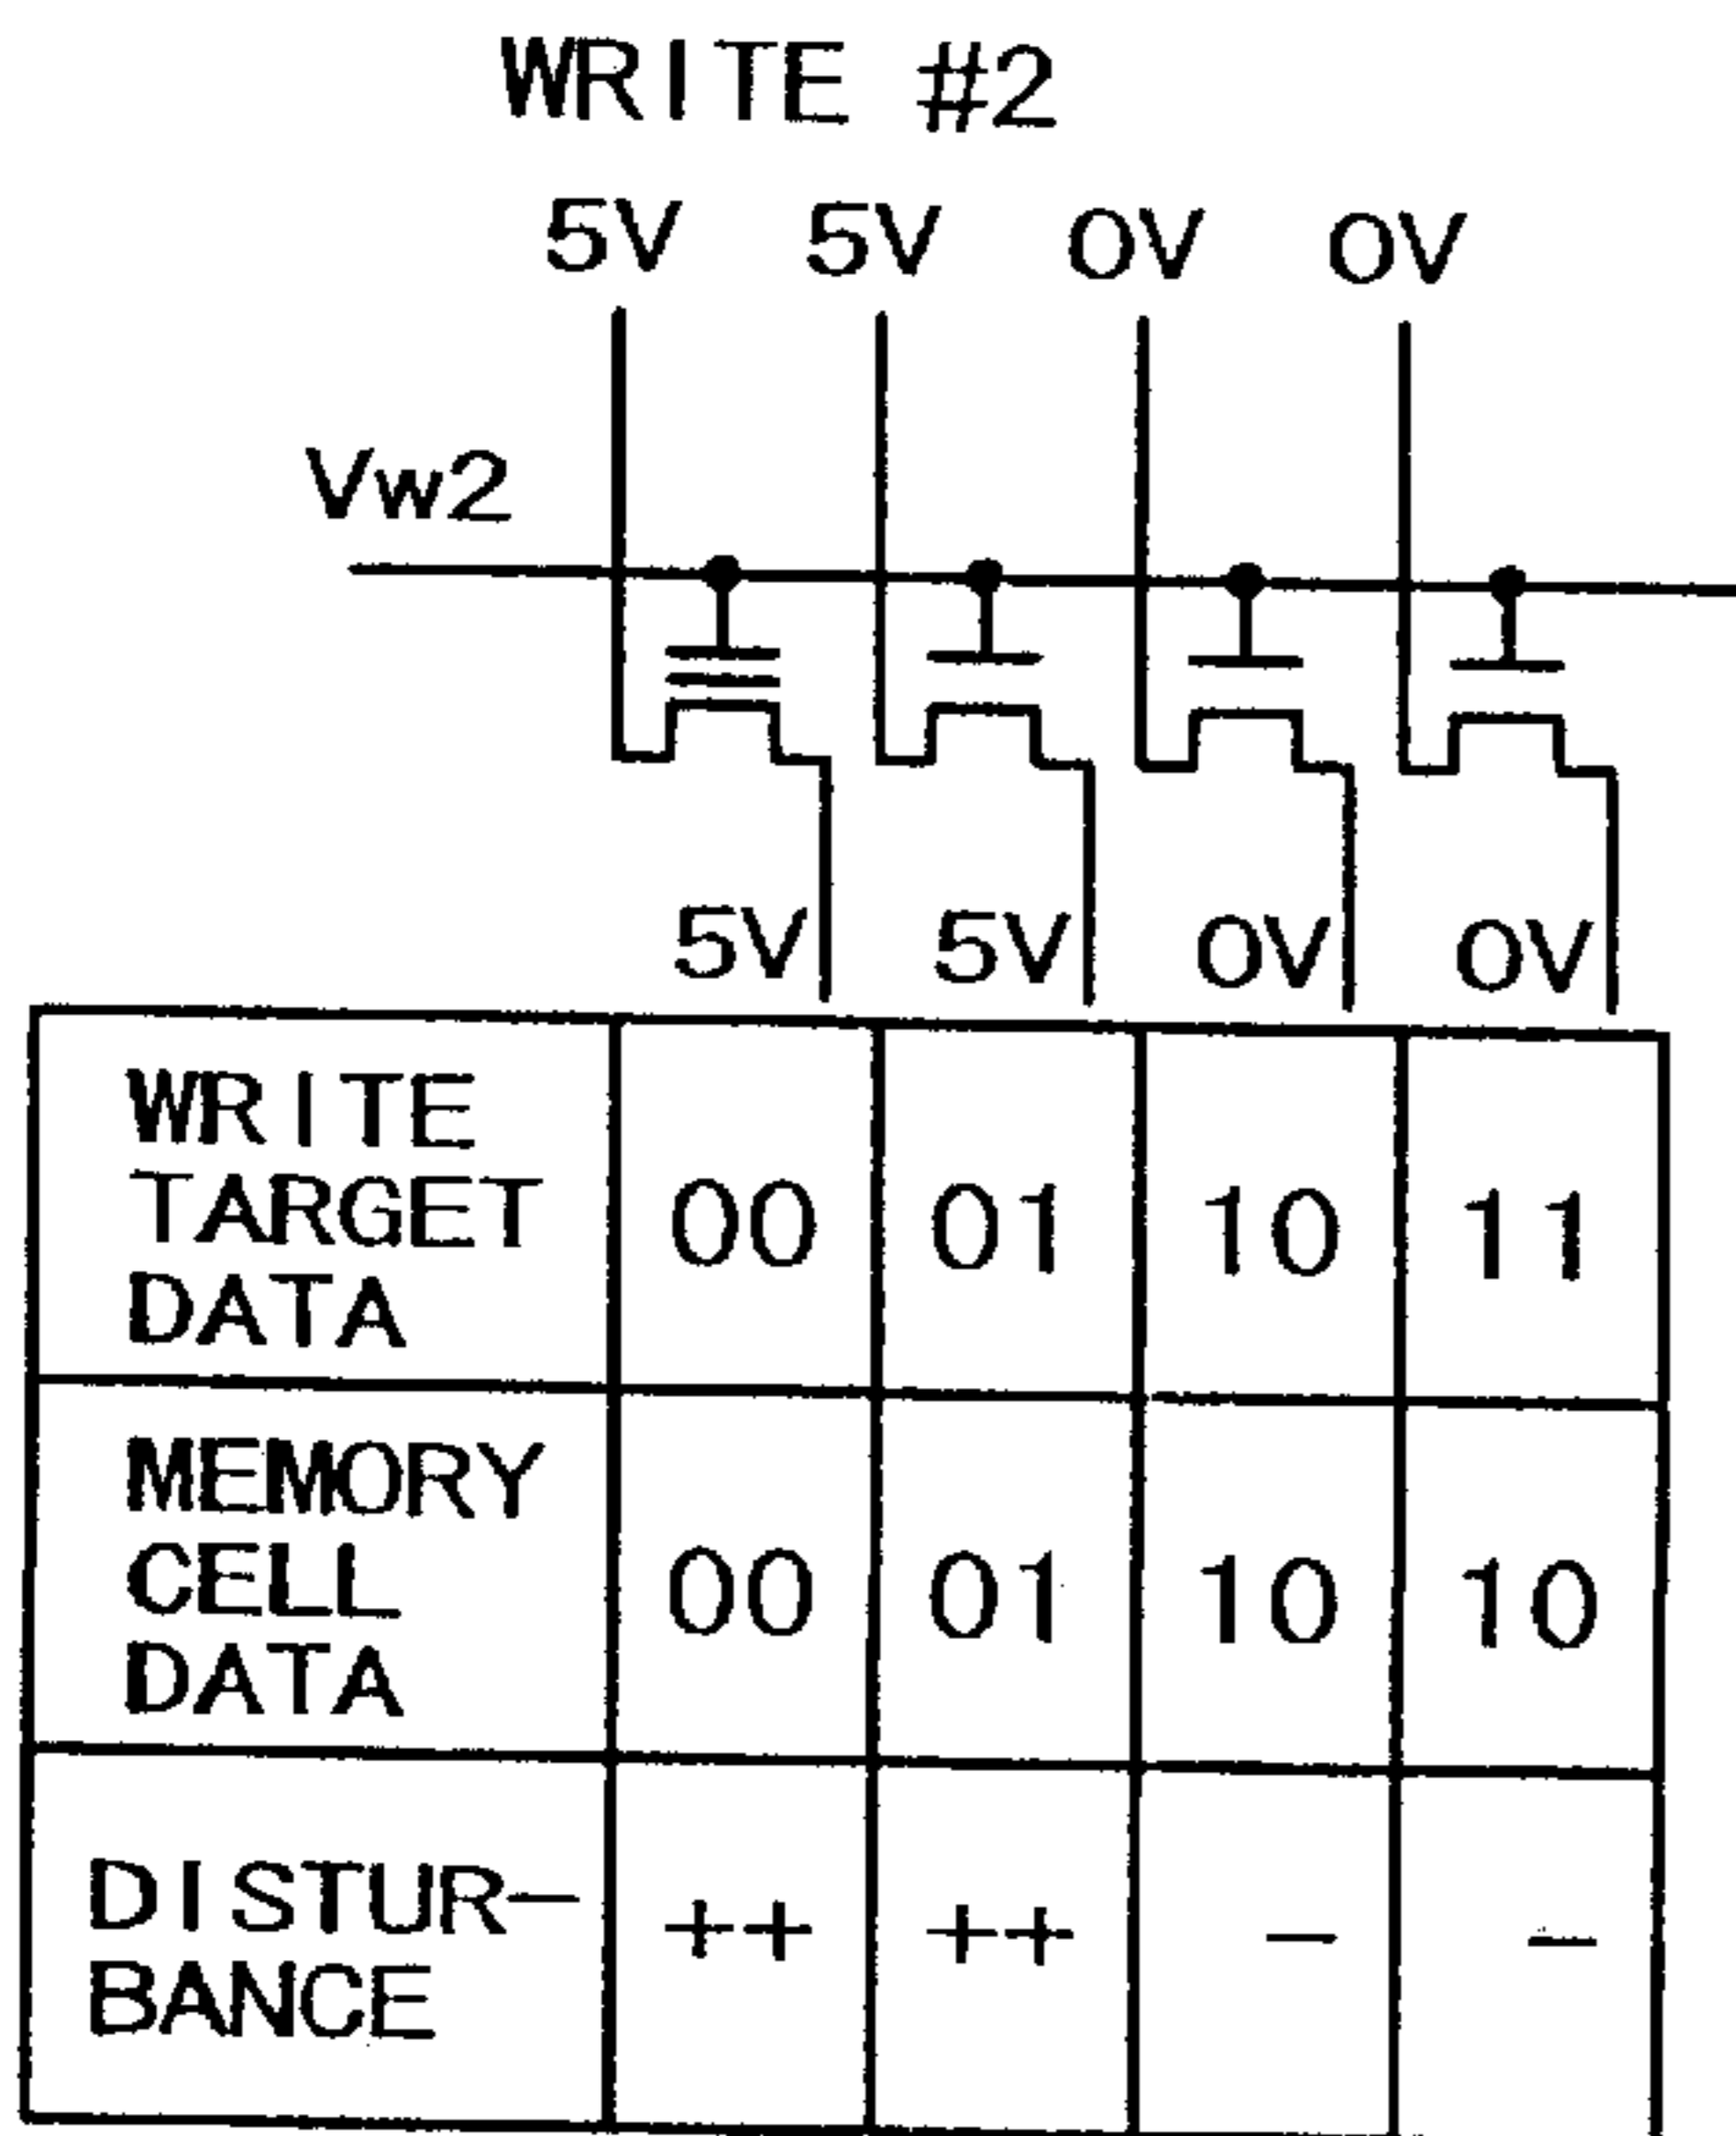 WRITE #2
5V 5V 0V 0V
Vw2
5V 5V 0V 0V
WRITE
TARGET
DATA
00 01 10 11
MEMORY
CELL
DATA
00 01 10 10
DISTUR-
BANCE
++ ++ - -